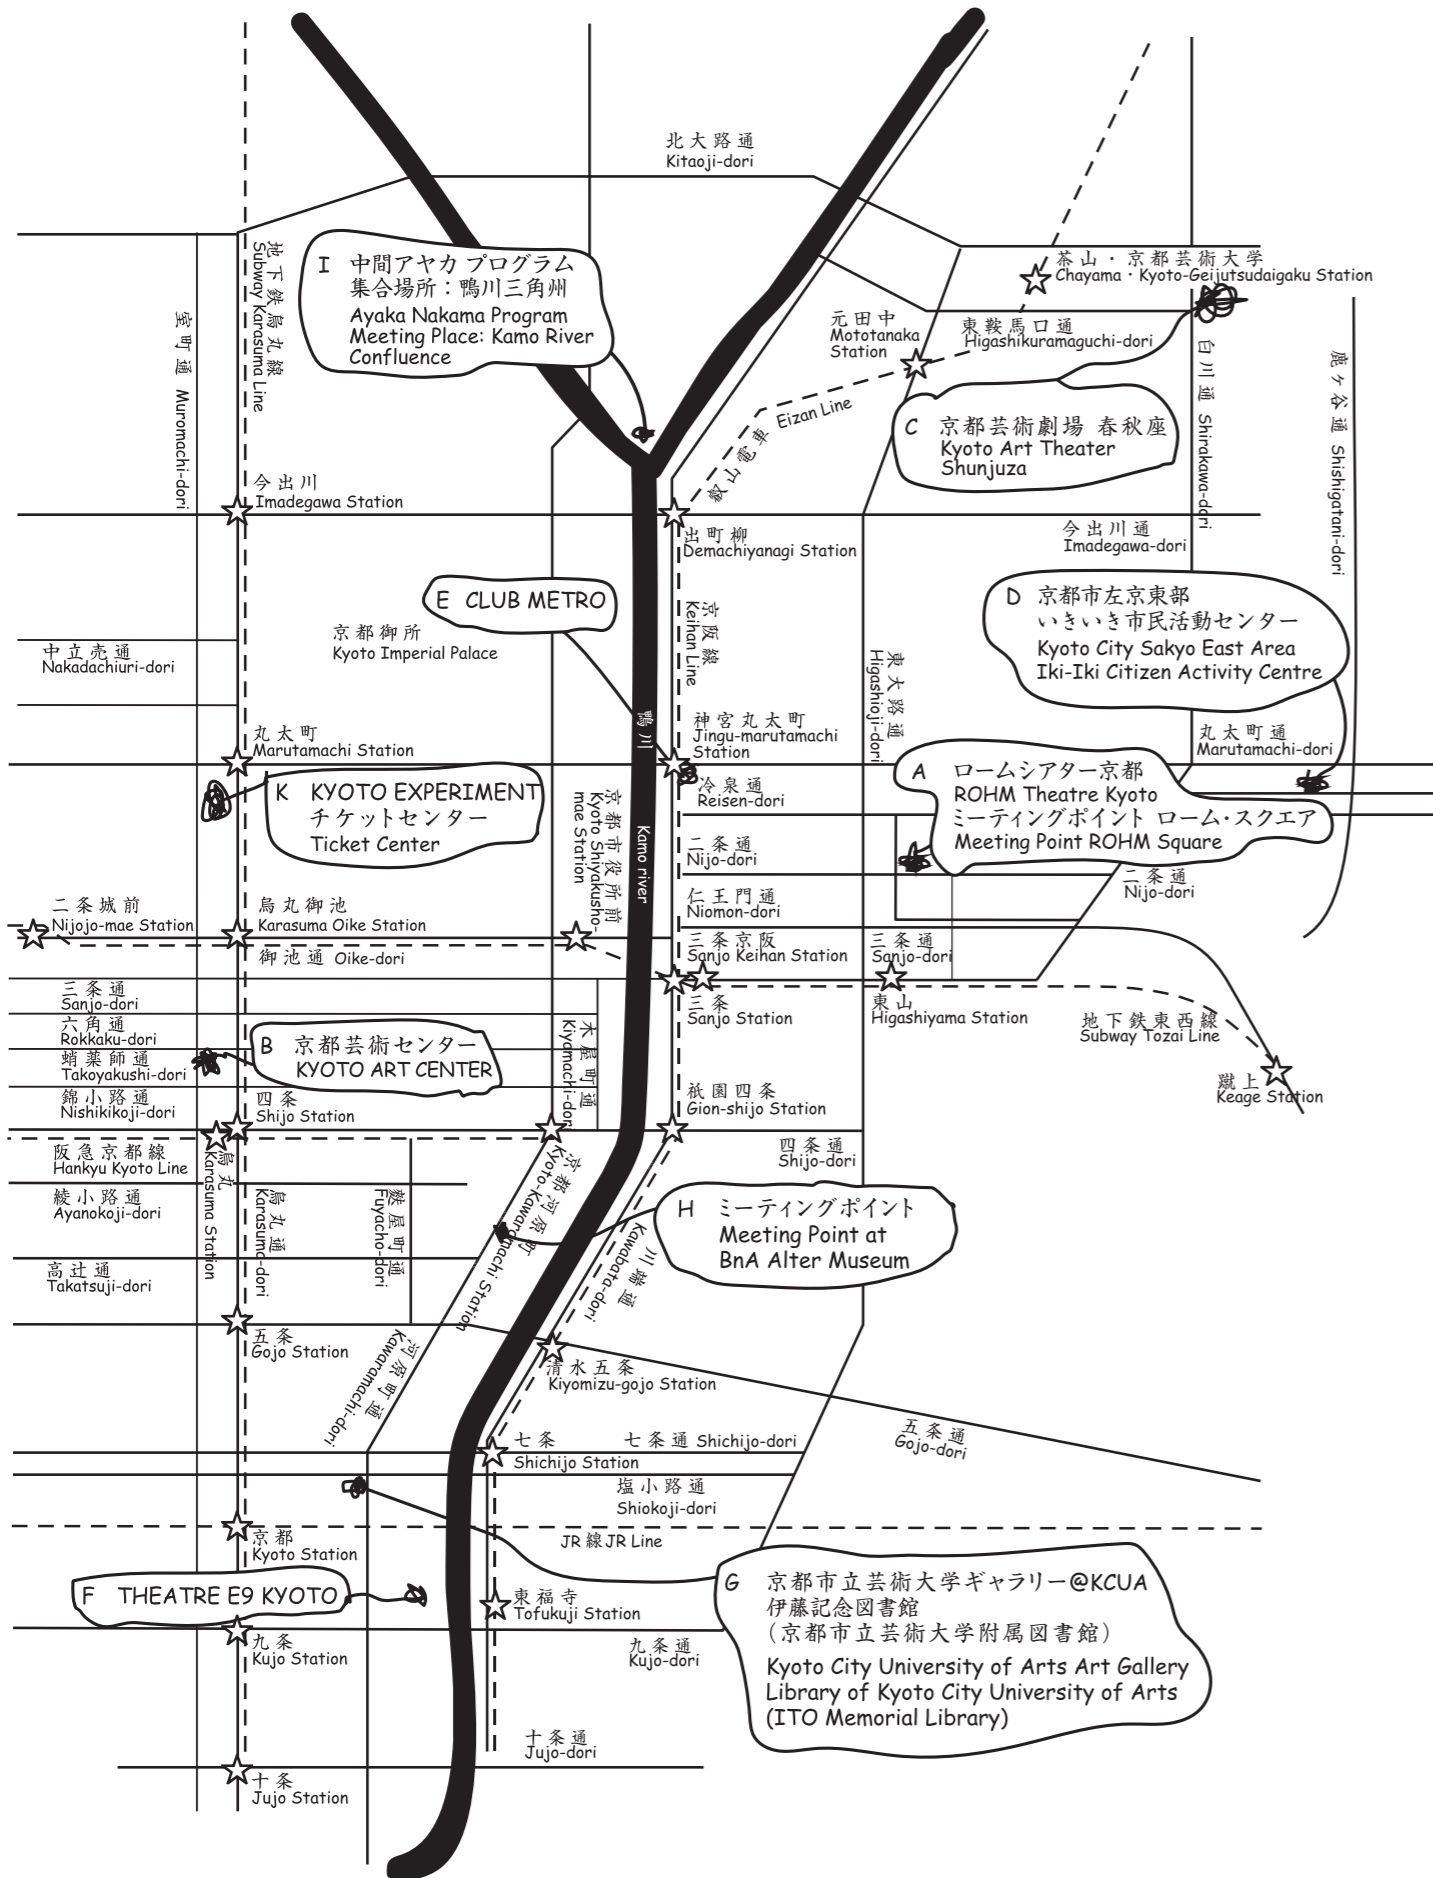 北大路通
Kitaoji-dori
地下鉄烏丸線
Subway Karasuma Line
I 中間アヤカ プログラム
集合場所：鴨川三角州
Ayaka Nakama Program
Meeting Place: Kamo River
Confluence
茶山・京都芸術大学
Chayama・Kyoto-Geijutsudaigaku Station
室町通 Muromachi-dori
元田中
Mototanaka
Station
東鞍馬口通
Higashikuramaguchi-dori
白川通 Shirakawa-dori
鹿ケ谷通 Shishigatani-dori
叡山電車 Eizan Line
C 京都芸術劇場 春秋座
Kyoto Art Theater
Shunjuza
今出川
Imadegawa Station
出町柳
Demachiyanagi Station
今出川通
Imadegawa-dori
E CLUB METRO
京阪線
Keihan Line
D 京都市左京東部
いきいき市民活動センター
Kyoto City Sakyo East Area
Iki-Iki Citizen Activity Centre
京都御所
Kyoto Imperial Palace
中立売通
Nakadachiuri-dori
東大路通
Higashioji-dori
鴨川
Kamo river
丸太町
Marutamachi Station
神宮丸太町
Jingu-marutamachi
Station
丸太町通
Marutamachi-dori
A ロームシアター京都
ROHM Theatre Kyoto
ミーティングポイント ローム・スクエア
Meeting Point ROHM Square
K KYOTO EXPERIMENT
チケットセンター
Ticket Center
京都市役所前
Kyoto Shiyakusho-
mae Station
冷泉通
Reisen-dori
二条通
Nijo-dori
二条通
Nijo-dori
仁王門通
Niomon-dori
二条城前
Nijojo-mae Station
烏丸御池
Karasuma Oike Station
御池通 Oike-dori
三条京阪
Sanjo Keihan Station
三条通
Sanjo-dori
三条通
Sanjo-dori
三条
Sanjo Station
東山
Higashiyama Station
地下鉄東西線
Subway Tozai Line
蹴上
Keage Station
六角通
Rokkaku-dori
蛸薬師通
Takoyakushi-dori
錦小路通
Nishikikoji-dori
B 京都芸術センター
KYOTO ART CENTER
木屋町通
Kiyamachi-dori
四条
Shijo Station
祇園四条
Gion-shijo Station
四条通
Shijo-dori
阪急京都線
Hankyu Kyoto Line
綾小路通
Ayanokoji-dori
高辻通
Takatsuji-dori
烏丸
Karasuma Station
烏丸通
Karasuma-dori
麩屋町通
Fuyacho-dori
京都河原町
Kyoto-Kawaramachi Station
H ミーティングポイント
Meeting Point at
BnA Alter Museum
川端通
Kawabata-dori
五条
Gojo Station
河原町通
Kawaramachi-dori
清水五条
Kiyomizu-gojo Station
五条通
Gojo-dori
七条
Shichijo Station
七条通 Shichijo-dori
塩小路通
Shiokoji-dori
京都
Kyoto Station
JR線 JR Line
F THEATRE E9 KYOTO
東福寺
Tofukuji Station
G 京都市立芸術大学ギャラリー@KCUA
伊藤記念図書館
（京都市立芸術大学附属図書館）
Kyoto City University of Arts Art Gallery
Library of Kyoto City University of Arts
(ITO Memorial Library)
九条
Kujo Station
九条通
Kujo-dori
十条通
Jujo-dori
十条
Jujo Station